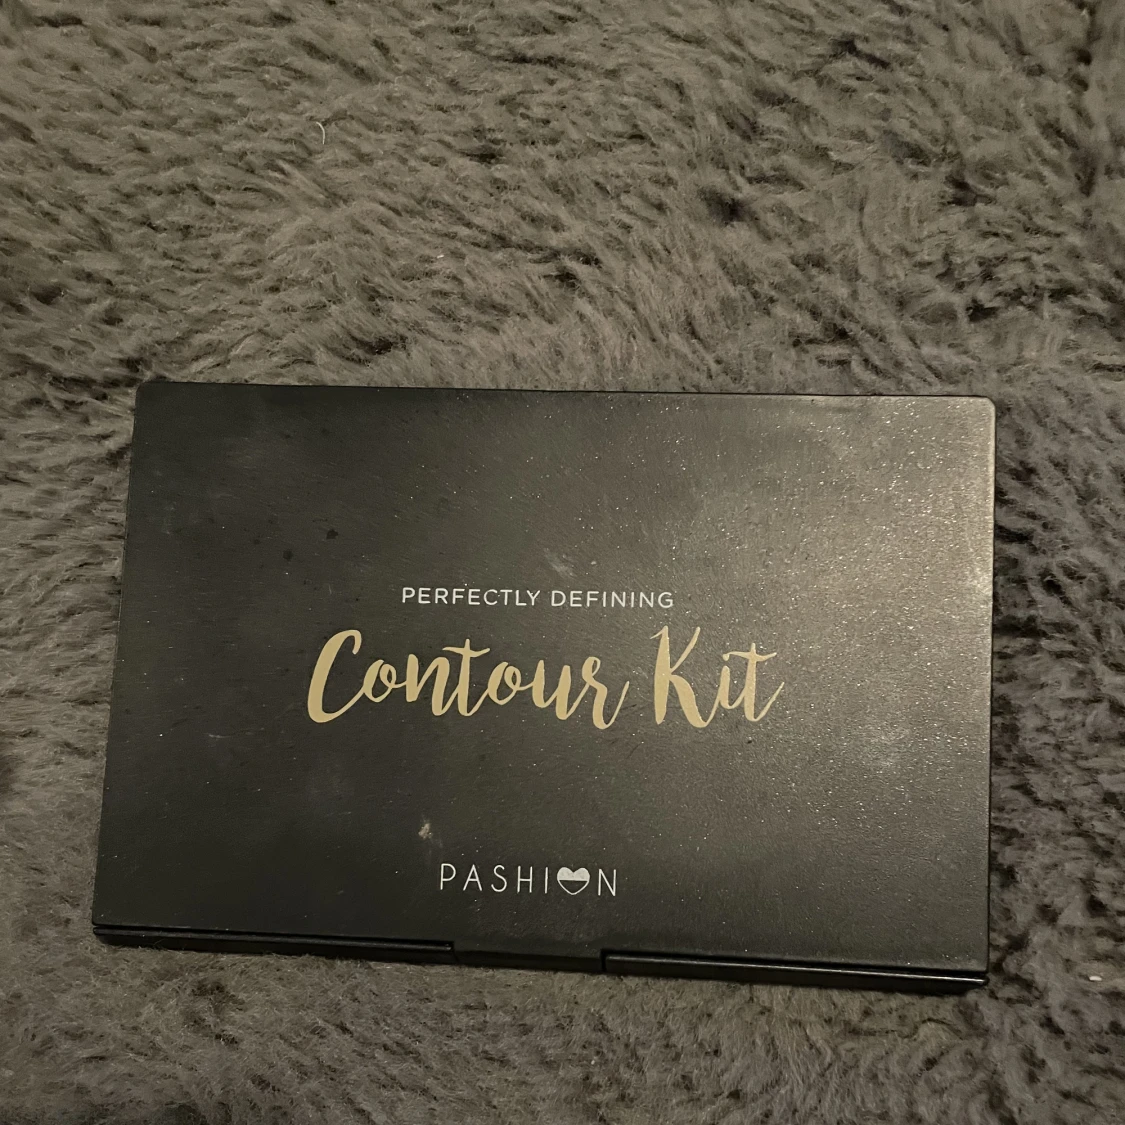 PERFECTLY DEFINING
Contour Kit
PASHION